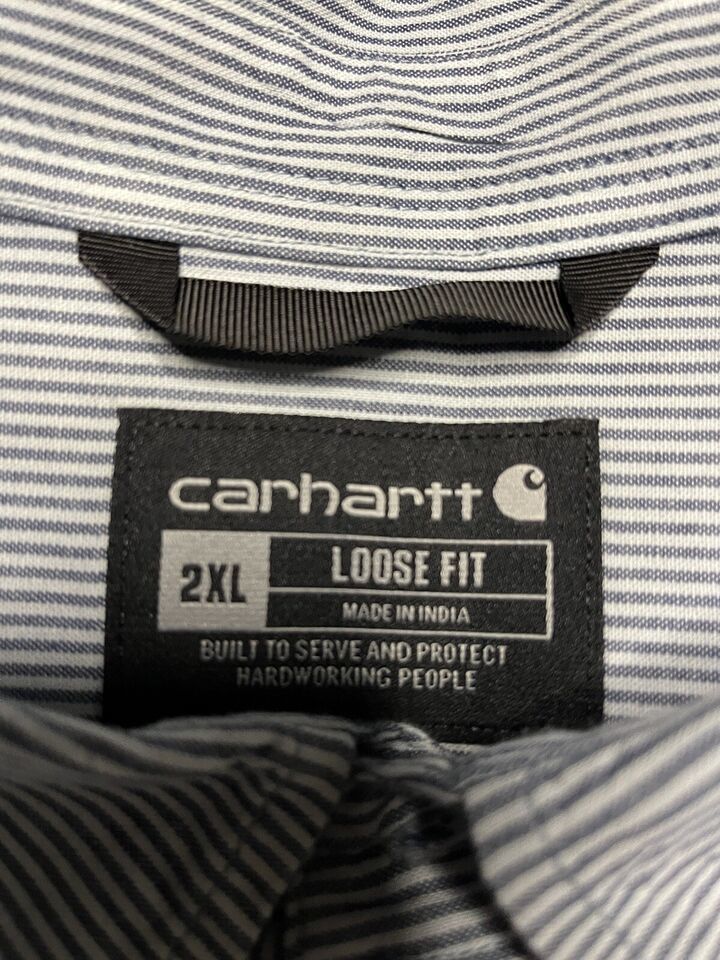 carhartt
2XL
LOOSE FIT
MADE IN INDIA
BUILT TO SERVE AND PROTECT
HARDWORKING PEOPLE